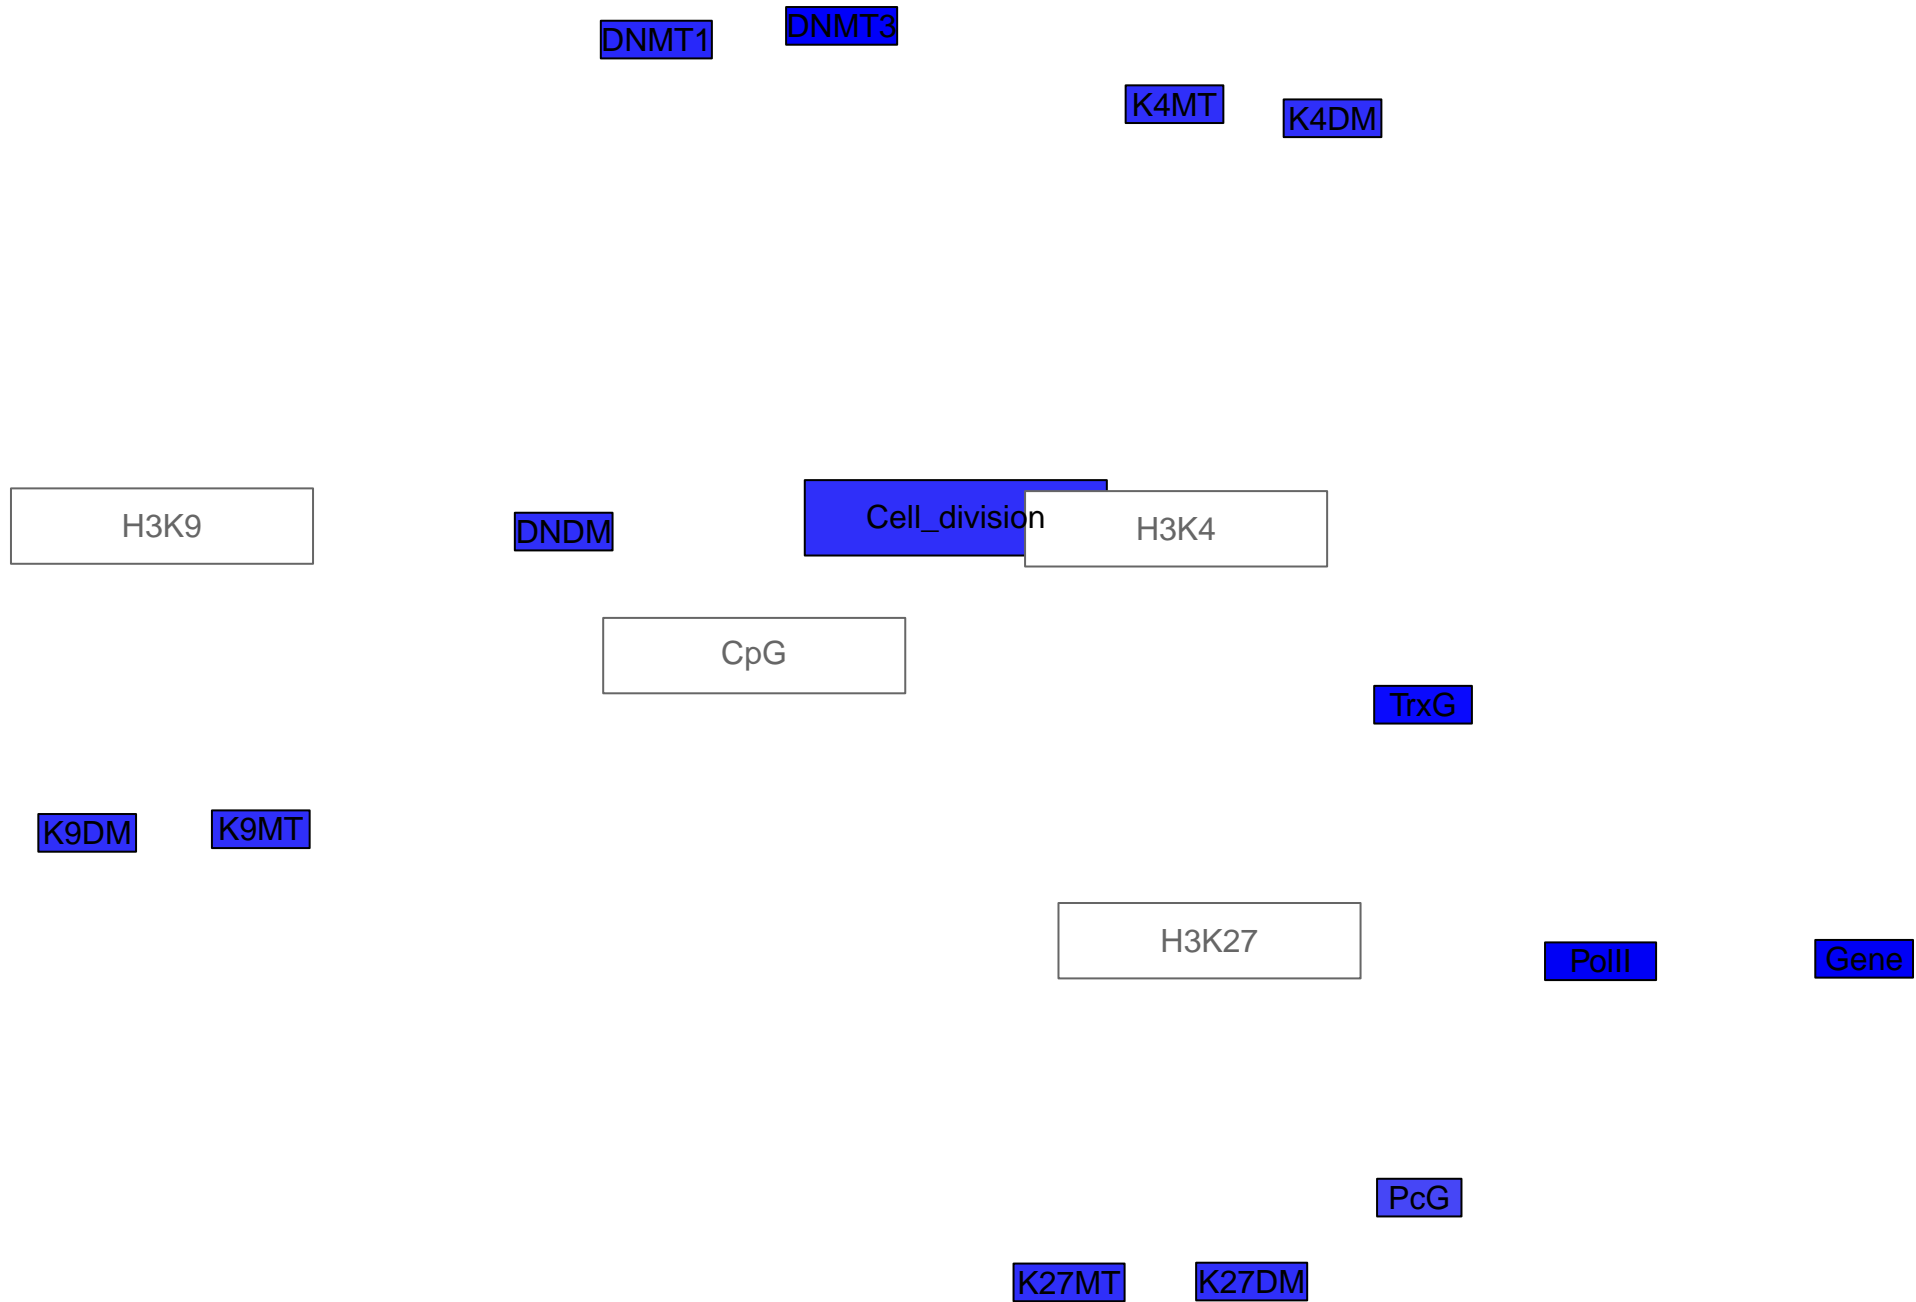 DNMT1
DNMT3
K4MT
K4DM
H3K9
DNDM
Cell_division
H3K4
CpG
TrxG
K9DM
K9MT
H3K27
PolII
Gene
PcG
K27MT
K27DM